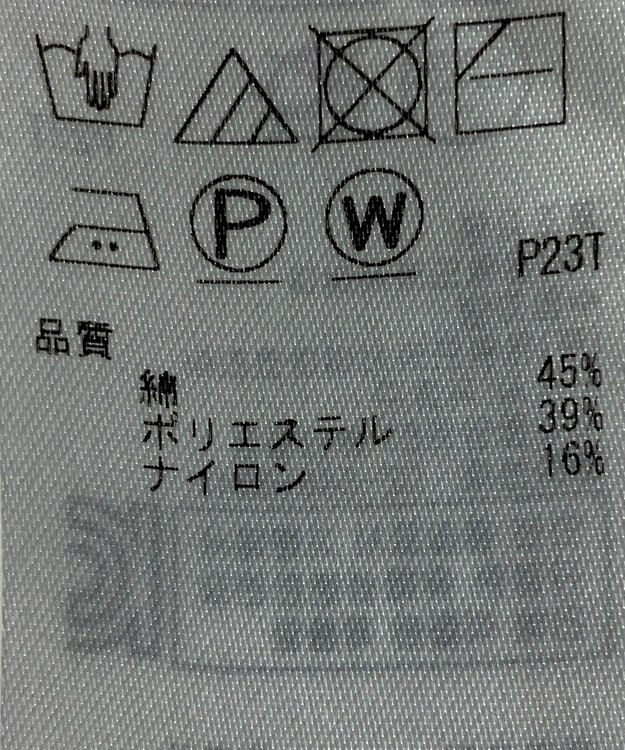 P W
P23T
品質
綿 45%
ポリエステル 39%
ナイロン 16%